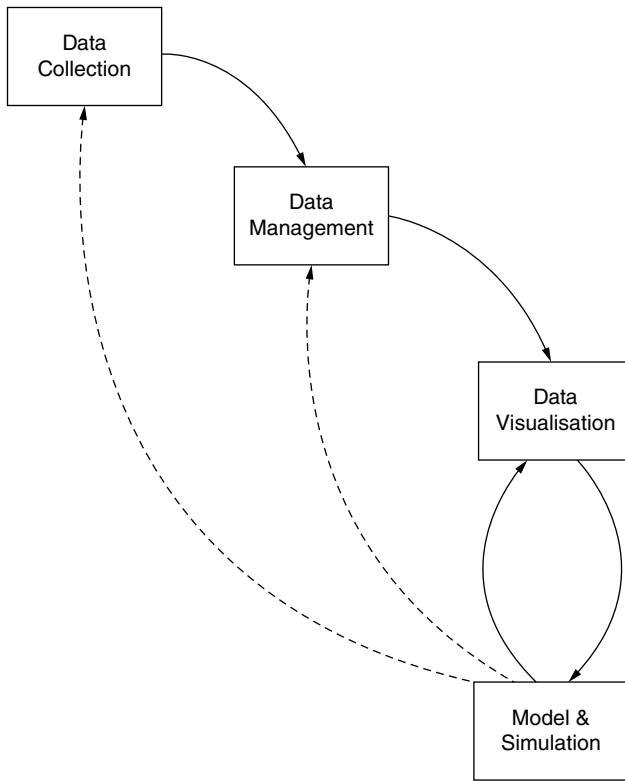 Data
Collection
Data
Management
Data
Visualisation
Model &
Simulation